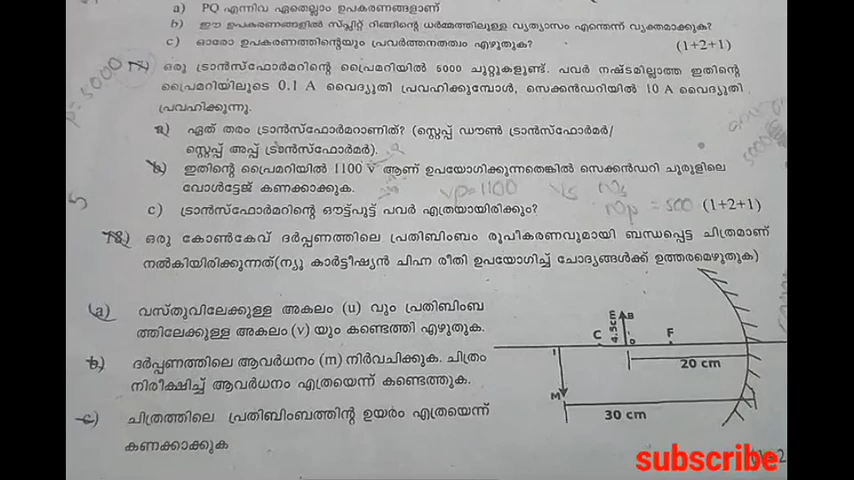 a) PQ എന്നിവ ഏതെല്ലാം ഉപകരണങ്ങളാണ്
b) ഈ ഉപകരണങ്ങളിൽ സ്പ്ലിറ്റ് റിങ്ങിന്റെ ധർമ്മത്തിലുള്ള വ്യത്യാസം എന്തെന്ന് വ്യക്തമാക്കുക?
c) ഓരോ ഉപകരണത്തിന്റെയും പ്രവർത്തനതത്വം എഴുതുക? (1+2+1)
17) ഒരു ട്രാൻസ്ഫോർമറിന്റെ പ്രൈമറിയിൽ 5000 ചുറ്റുകളുണ്ട്. പവർ നഷ്ടമില്ലാത്ത ഇതിന്റെ
പ്രൈമറിയിലൂടെ 0.1 A വൈദ്യുതി പ്രവഹിക്കുമ്പോൾ, സെക്കൻഡറിയിൽ 10 A വൈദ്യുതി
പ്രവഹിക്കുന്നു.
a) ഏത് തരം ട്രാൻസ്ഫോർമറാണിത്? (സ്റ്റെപ്പ് ഡൗൺ ട്രാൻസ്ഫോർമർ/
സ്റ്റെപ്പ് അപ്പ് ട്രാൻസ്ഫോർമർ).
b) ഇതിന്റെ പ്രൈമറിയിൽ 1100 V ആണ് ഉപയോഗിക്കുന്നതെങ്കിൽ സെക്കൻഡറി ചുരുളിലെ
വോൾട്ടേജ് കണക്കാക്കുക.
Vp=1100
c) ട്രാൻസ്ഫോർമറിന്റെ ഔട്ട്പുട്ട് പവർ എത്രയായിരിക്കും? (1+2+1)
18) ഒരു കോൺകേവ് ദർപ്പണത്തിലെ പ്രതിബിംബം രൂപീകരണവുമായി ബന്ധപ്പെട്ട ചിത്രമാണ്
നൽകിയിരിക്കുന്നത്(ന്യൂ കാർട്ടീഷ്യൻ ചിഹ്ന രീതി ഉപയോഗിച്ച് ചോദ്യങ്ങൾക്ക് ഉത്തരമെഴുതുക)
(a) വസ്തുവിലേക്കുള്ള അകലം (u) വും പ്രതിബിംബ
ത്തിലേക്കുള്ള അകലം (v) യും കണ്ടെത്തി എഴുതുക.
b) ദർപ്പണത്തിലെ ആവർധനം (m) നിർവചിക്കുക. ചിത്രം
നിരീക്ഷിച്ച് ആവർധനം എത്രയെന്ന് കണ്ടെത്തുക.
c) ചിത്രത്തിലെ പ്രതിബിംബത്തിന്റ ഉയരം എത്രയെന്ന്
കണക്കാക്കുക
4.5cm
B
C
O
F
I
20 cm
M
30 cm
subscribe